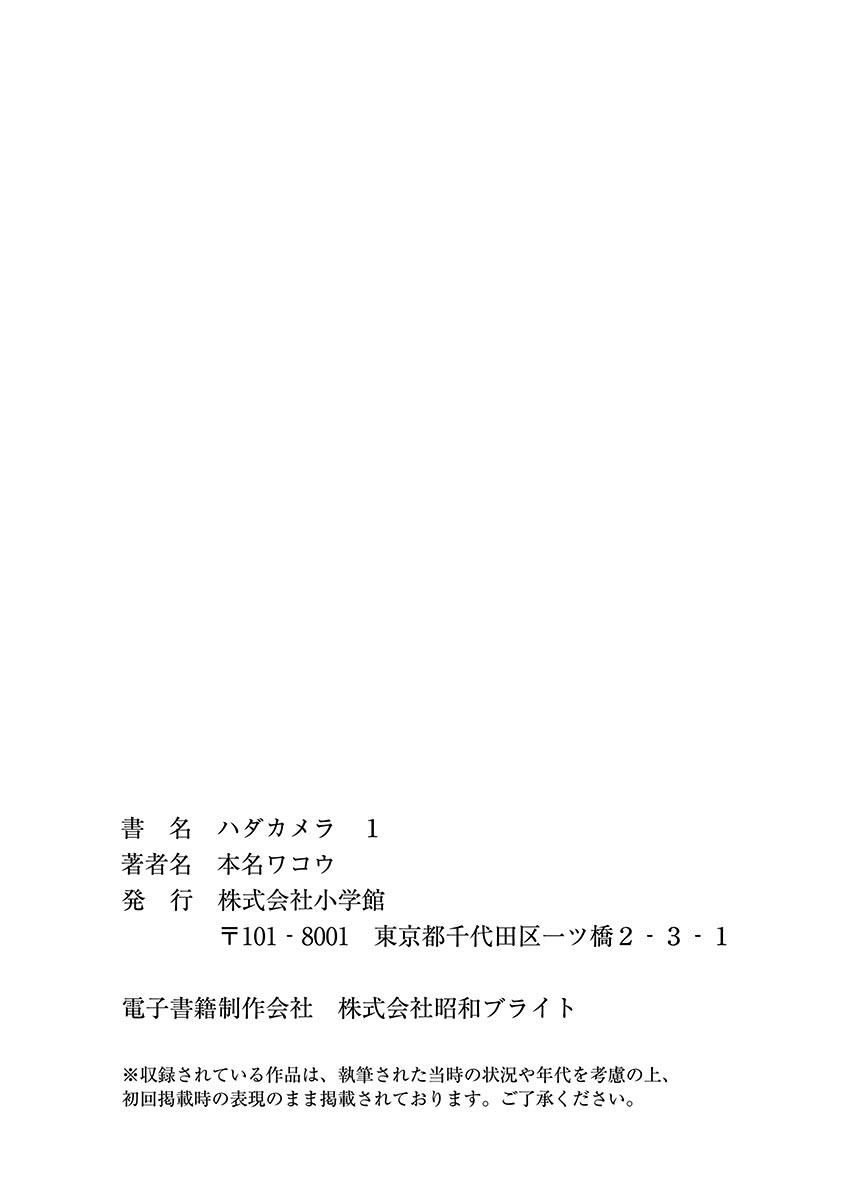 書　名　ハダカメラ　１
著者名　本名ワコウ
発　行　株式会社小学館
〒101‐8001　東京都千代田区一ツ橋２‐３‐１
電子書籍制作会社　株式会社昭和ブライト
※収録されている作品は、執筆された当時の状況や年代を考慮の上、
初回掲載時の表現のまま掲載されております。ご了承ください。